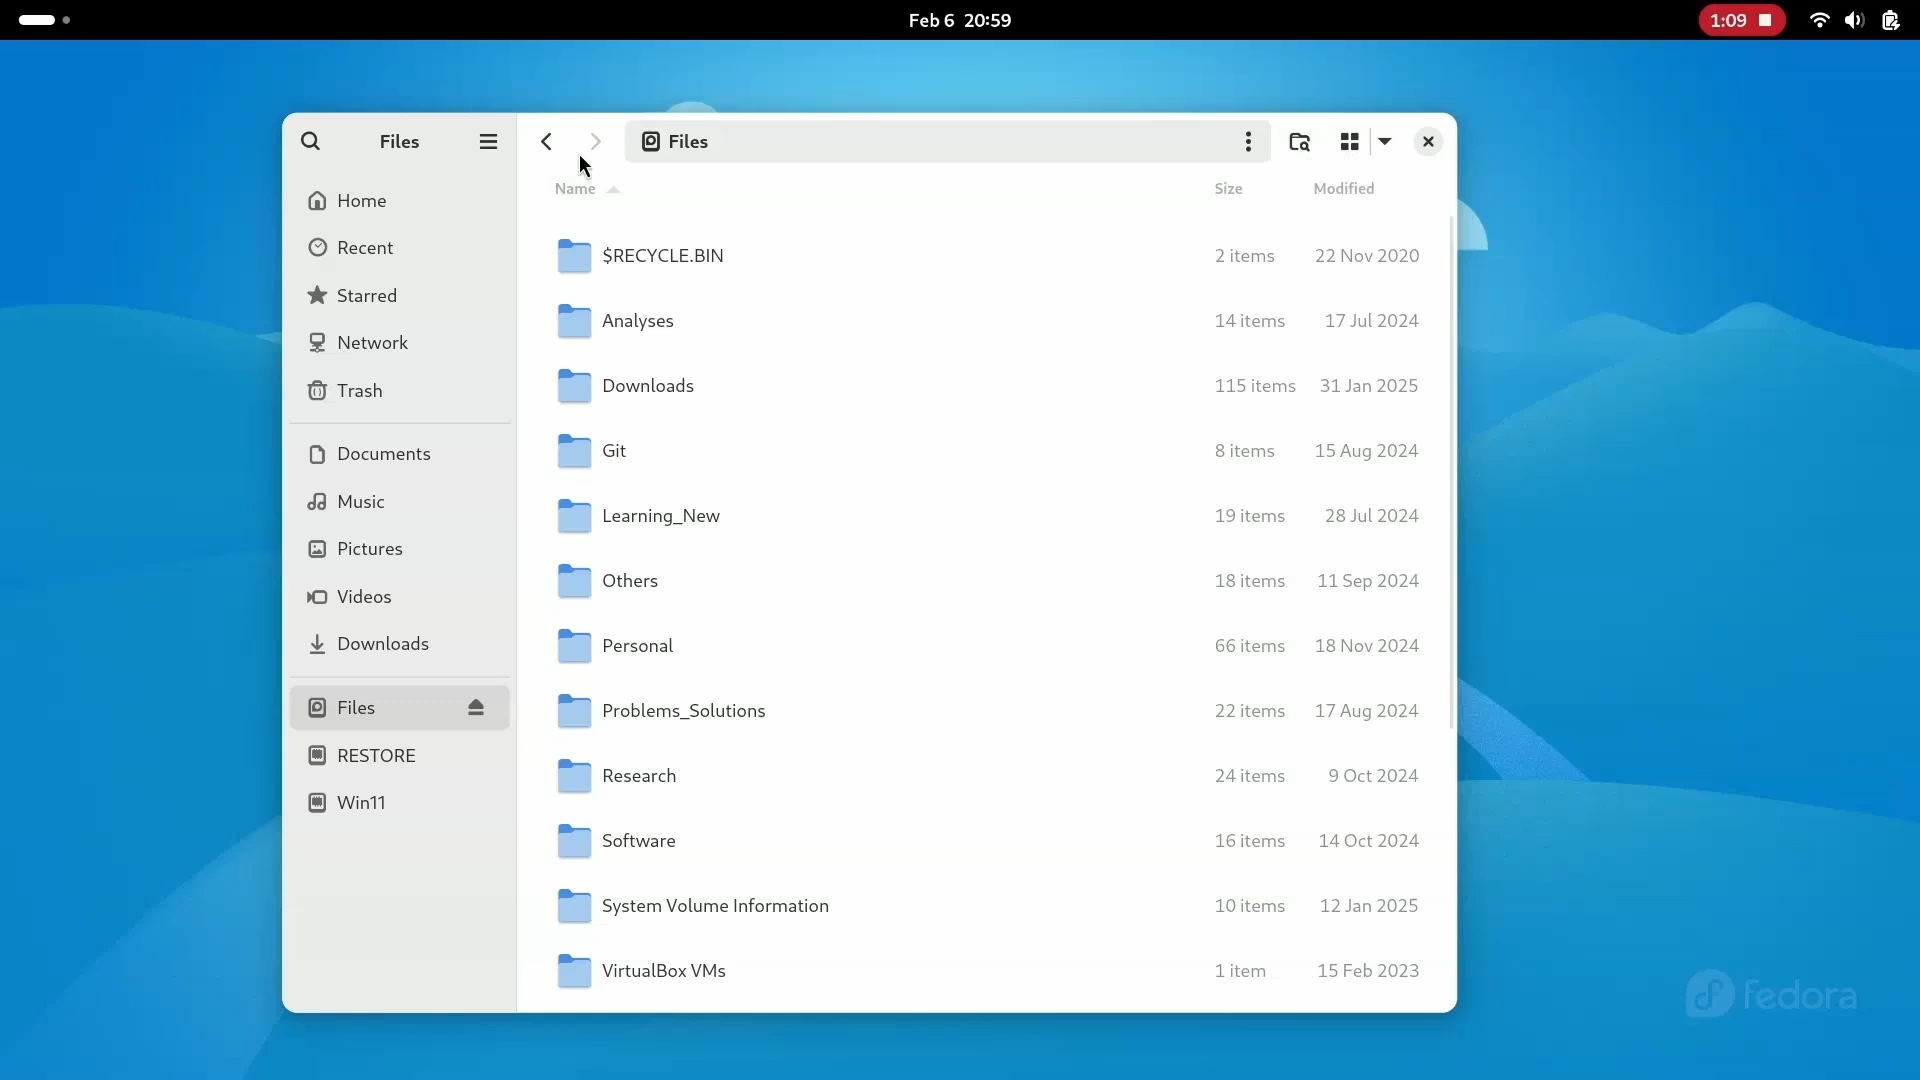 Feb 6 20:59
1:09
Files
Files
Name
Size
Modified
Home
Recent
Starred
Network
Trash
Documents
Music
Pictures
Videos
Downloads
Files
RESTORE
Win11
$RECYCLE.BIN 2 items 22 Nov 2020
Analyses 14 items 17 Jul 2024
Downloads 115 items 31 Jan 2025
Git 8 items 15 Aug 2024
Learning_New 19 items 28 Jul 2024
Others 18 items 11 Sep 2024
Personal 66 items 18 Nov 2024
Problems_Solutions 22 items 17 Aug 2024
Research 24 items 9 Oct 2024
Software 16 items 14 Oct 2024
System Volume Information 10 items 12 Jan 2025
VirtualBox VMs 1 item 15 Feb 2023
fedora